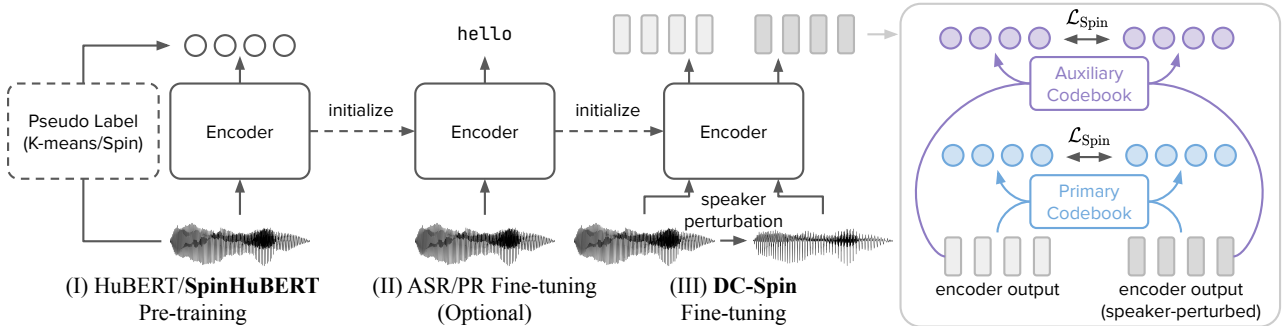 Pseudo Label
(K-means/Spin)
Encoder
(I) HuBERT/SpinHuBERT
Pre-training
initialize
hello
Encoder
(II) ASR/PR Fine-tuning
(Optional)
initialize
Encoder
speaker
perturbation
(III) DC-Spin
Fine-tuning
ℒSpin
Auxiliary
Codebook
ℒSpin
Primary
Codebook
encoder output
encoder output
(speaker-perturbed)